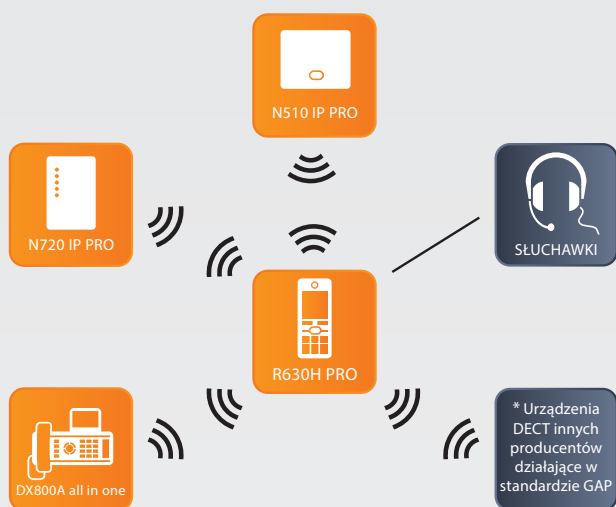 N510 IP PRO
N720 IP PRO
SŁUCHAWKI
R630H PRO
DX800A all in one
* Urządzenia
DECT innych
producentów
działające w
standardzie GAP